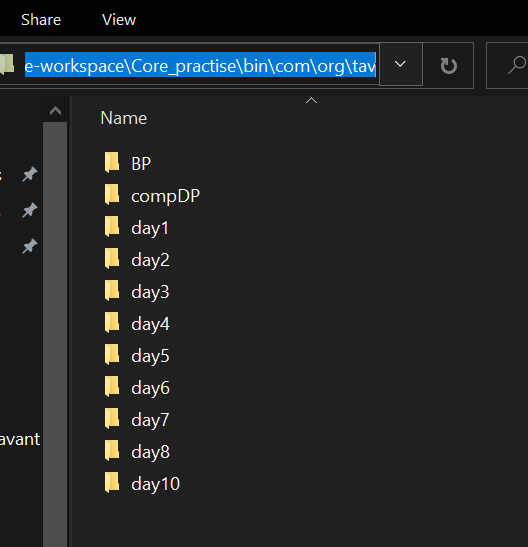 Share View
e-workspace\Core_practise\bin\com\org\tav
Name
BP
compDP
day1
day2
day3
day4
day5
day6
day7
avant
day8
day10